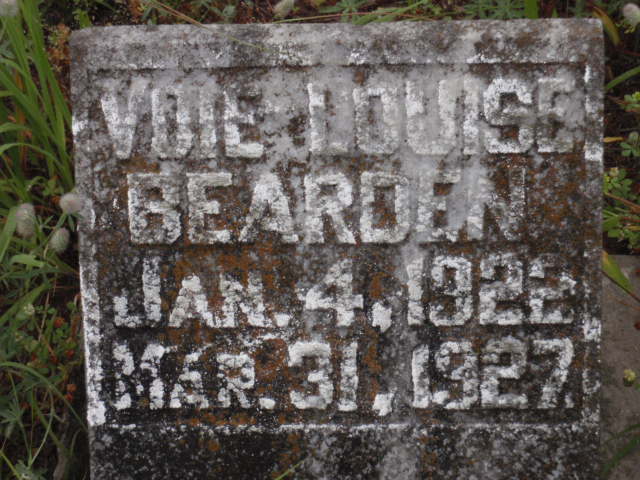 VOIE LOUISE
BEARDEN
JAN. 4, 1922
MAR. 31, 1927.